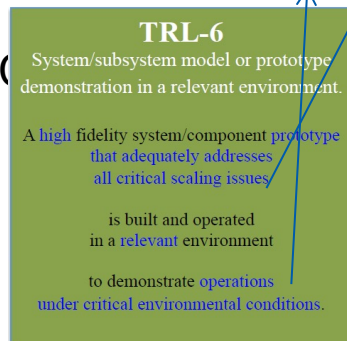 TRL-6
System/subsystem model or prototype
demonstration in a relevant environment.
A high fidelity system/component prototype
that adequately addresses
all critical scaling issues
is built and operated
in a relevant environment
to demonstrate operations
under critical environmental conditions.